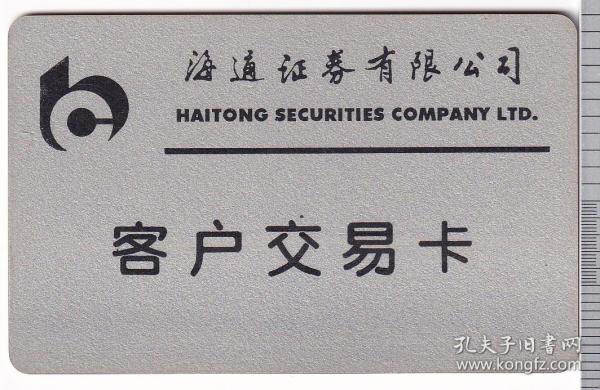 海通证券有限公司
HAITONG SECURITIES COMPANY LTD.
客户交易卡
孔夫子旧书网
www.kongfz.com